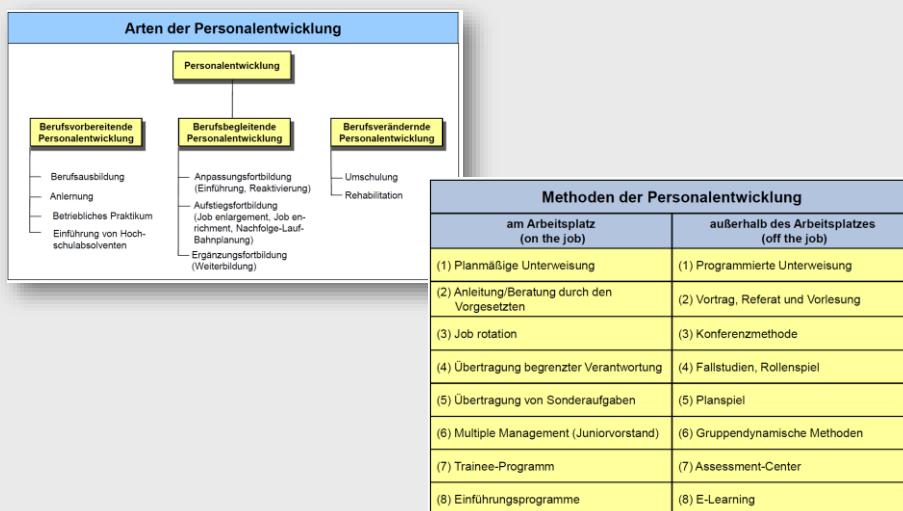 Arten der Personalentwicklung
Personalentwicklung
Berufsvorbereitende
Personalentwicklung
Berufsausbildung
Anlernung
Betriebliches Praktikum
Einführung von Hoch-
schulabsolventen
Berufsbegleitende
Personalentwicklung
Anpassungsfortbildung
(Einführung, Reaktivierung)
Aufstiegsfortbildung
(Job enlargement, Job en-
richment, Nachfolge-Lauf-
Bahnplanung)
Ergänzungsfortbildung
(Weiterbildung)
Berufsverändernde
Personalentwicklung
Umschulung
Rehabilitation
Methoden der Personalentwicklung
am Arbeitsplatz
(on the job)
außerhalb des Arbeitsplatzes
(off the job)
(1) Planmäßige Unterweisung
(1) Programmierte Unterweisung
(2) Anleitung/Beratung durch den
Vorgesetzten
(2) Vortrag, Referat und Vorlesung
(3) Job rotation
(3) Konferenzmethode
(4) Übertragung begrenzter Verantwortung
(4) Fallstudien, Rollenspiel
(5) Übertragung von Sonderaufgaben
(5) Planspiel
(6) Multiple Management (Juniorvorstand)
(6) Gruppendynamische Methoden
(7) Trainee-Programm
(7) Assessment-Center
(8) Einführungsprogramme
(8) E-Learning